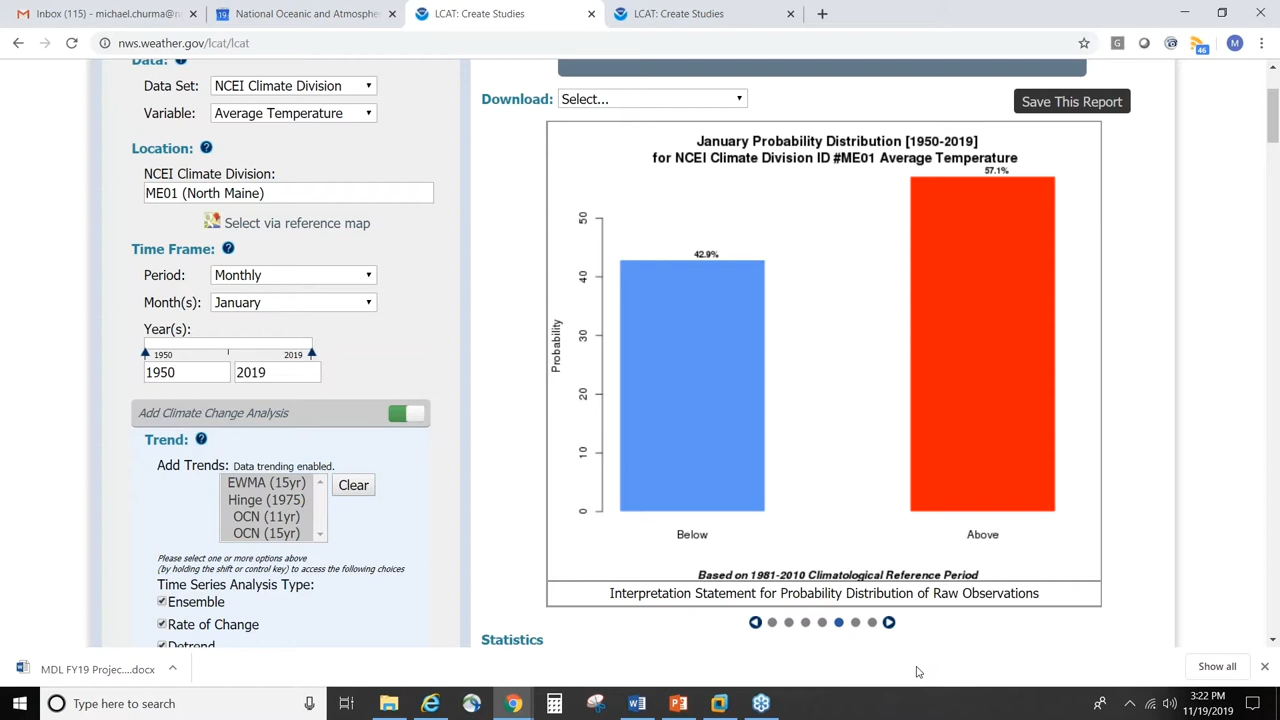 Inbox (115) - michael.churma@n
National Oceanic and Atmosphe
LCAT: Create Studies
LCAT: Create Studies
nws.weather.gov/lcat/lcat
G
46
M
Data:
Data Set:
NCEI Climate Division
Variable:
Average Temperature
Location:
NCEI Climate Division:
ME01 (North Maine)
Select via reference map
Time Frame:
Period:
Monthly
Month(s):
January
Year(s):
1950
2019
1950
2019
Add Climate Change Analysis
Trend:
Add Trends: Data trending enabled.
EWMA (15yr)
Hinge (1975)
OCN (11yr)
OCN (15yr)
Clear
Please select one or more options above
(by holding the shift or control key) to access the following choices
Time Series Analysis Type:
Ensemble
Rate of Change
Detrend
Download:
Select...
Save This Report
January Probability Distribution [1950-2019]
for NCEI Climate Division ID #ME01 Average Temperature
57.1%
42.9%
Probability
50
40
30
20
10
0
Below
Above
Based on 1981-2010 Climatological Reference Period
Interpretation Statement for Probability Distribution of Raw Observations
Statistics
MDL FY19 Projec....docx
Show all
Type here to search
3:22 PM
11/19/2019